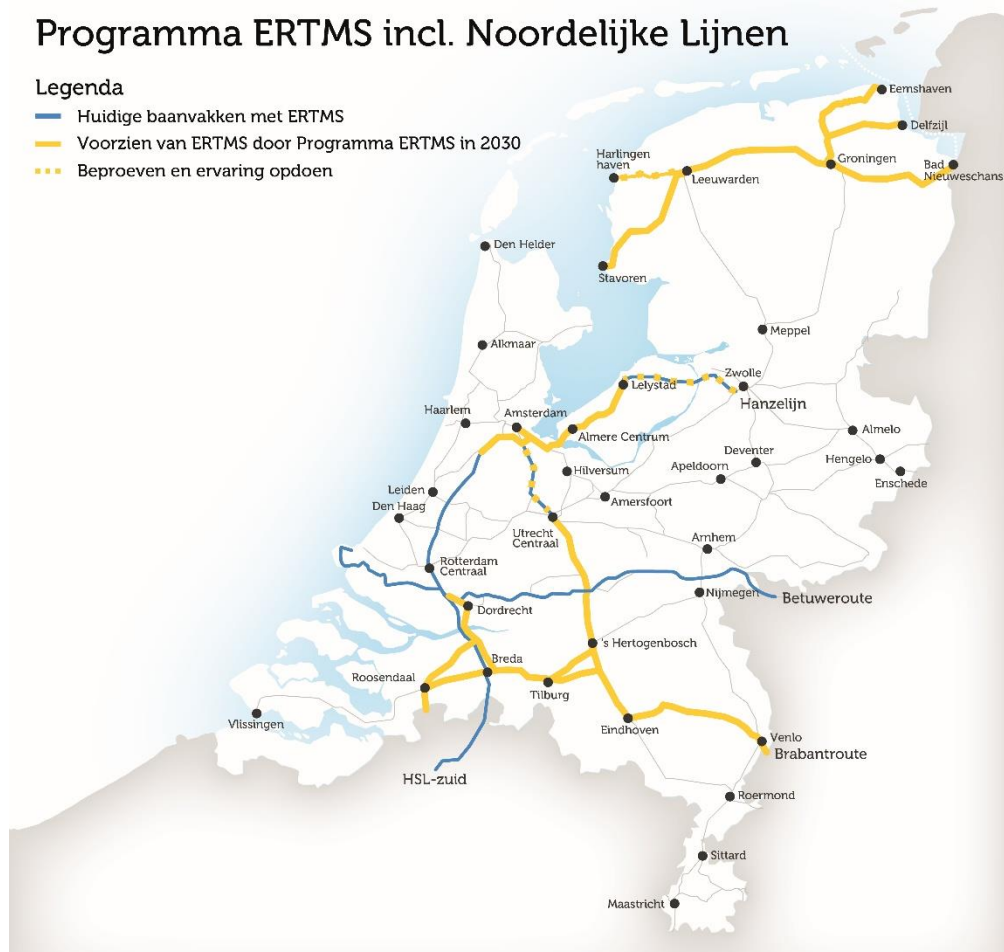 Programma ERTMS incl. Noordelijke Lijnen
Legenda
Huidige baanvakken met ERTMS
Voorzien van ERTMS door Programma ERTMS in 2030
Beproeven en ervaring opdoen
Eemshaven
Delfzijl
Harlingen
haven
Groningen
Bad
Nieuweschans
Leeuwarden
Den Helder
Stavoren
Meppel
Alkmaar
Zwolle
Lelystad
Hanzelijn
Haarlem
Amsterdam
Almere Centrum
Almelo
Deventer
Hengelo
Hilversum
Apeldoorn
Enschede
Leiden
Amersfoort
Den Haag
Utrecht
Centraal
Arnhem
Rotterdam
Centraal
Nijmegen
Betuweroute
Dordrecht
's Hertogenbosch
Breda
Roosendaal
Tilburg
Vlissingen
Eindhoven
Venlo
Brabantroute
HSL-zuid
Roermond
Sittard
Maastricht